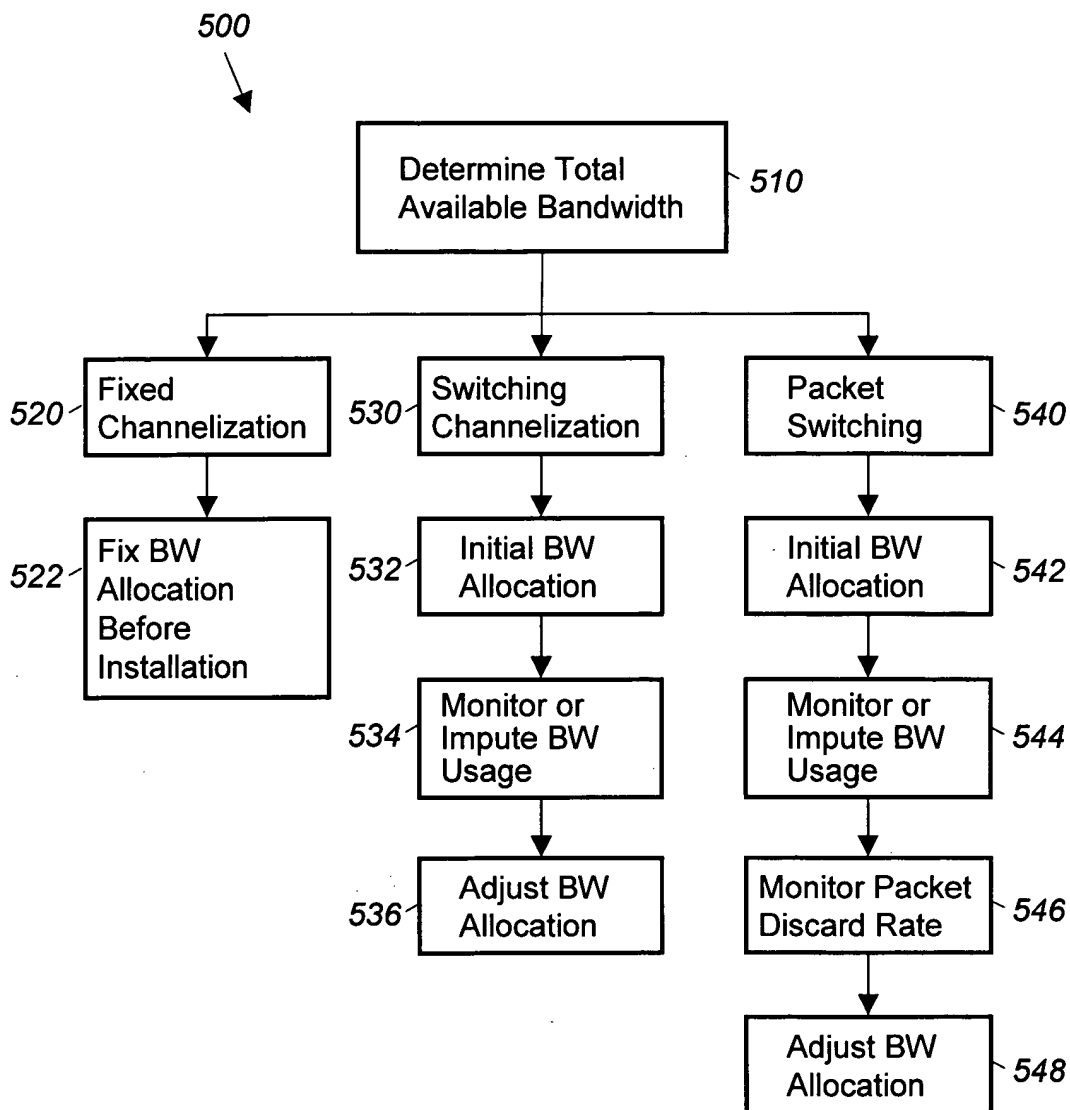 500
Determine Total
Available Bandwidth
510
Fixed
Channelization
520
Switching
Channelization
530
Packet
Switching
540
Fix BW
Allocation
Before
Installation
522
Initial BW
Allocation
532
Initial BW
Allocation
542
Monitor or
Impute BW
Usage
534
Monitor or
Impute BW
Usage
544
Adjust BW
Allocation
536
Monitor Packet
Discard Rate
546
Adjust BW
Allocation
548